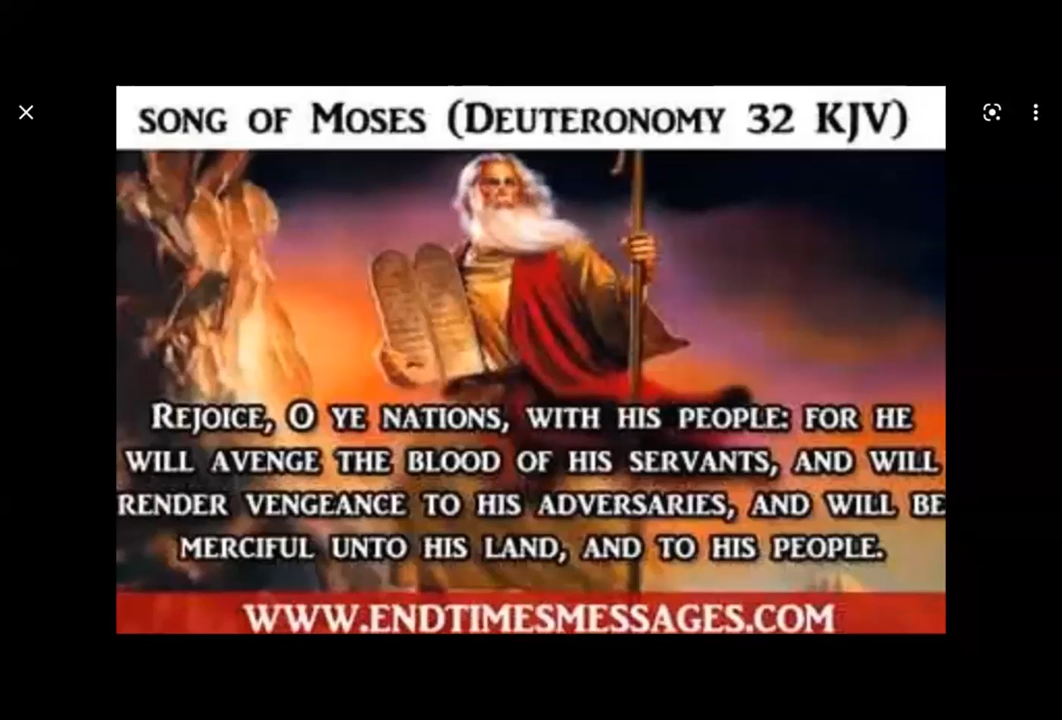 SONG OF MOSES (DEUTERONOMY 32 KJV)
REJOICE, O YE NATIONS, WITH HIS PEOPLE: FOR HE
WILL AVENGE THE BLOOD OF HIS SERVANTS, AND WILL
RENDER VENGEANCE TO HIS ADVERSARIES, AND WILL BE
MERCIFUL UNTO HIS LAND, AND TO HIS PEOPLE.
WWW.ENDTIMESMESSAGES.COM